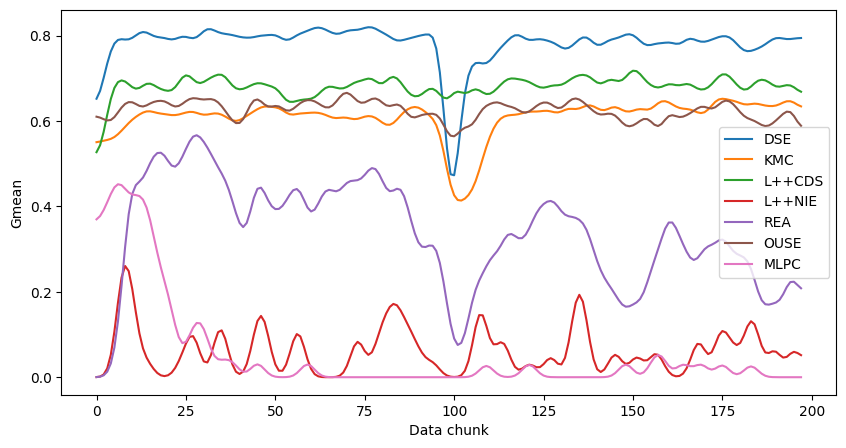 0.8
0.6
0.4
0.2
0.0
Gmean
0
25
50
75
100
125
150
175
200
Data chunk
DSE
KMC
L++CDS
L++NIE
REA
OUSE
MLPC